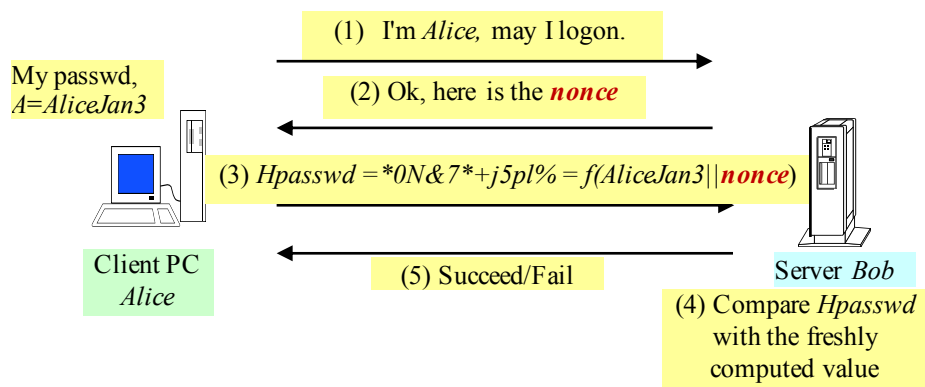 (1) I'm Alice, may I logon.
My passwd,
A=AliceJan3
(2) Ok, here is the nonce
(3) Hpasswd =*0N&7*+j5pl% = f(AliceJan3||nonce)
Client PC
Alice
(5) Succeed/Fail
Server Bob
(4) Compare Hpasswd
with the freshly
computed value